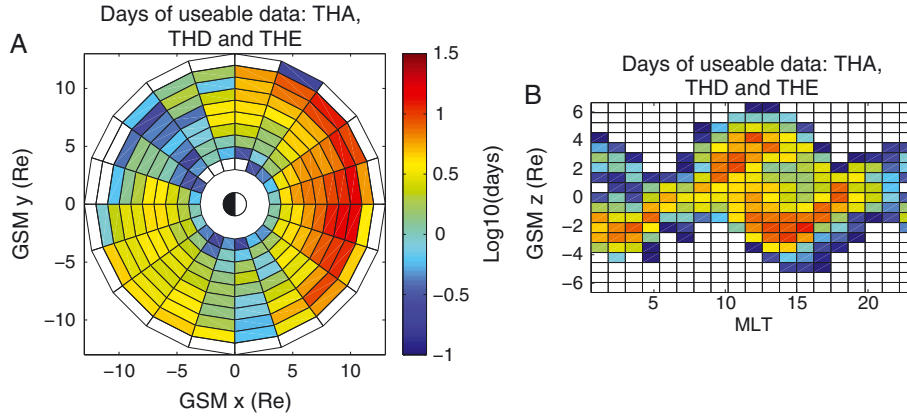 Days of useable data: THA,
THD and THE
A
GSM y (Re)
10
5
0
−5
−10
−10
−5
0
5
10
GSM x (Re)
1.5
1
0.5
0
−0.5
−1
Log10(days)
Days of useable data: THA,
THD and THE
B
GSM z (Re)
6
4
2
0
−2
−4
−6
5
10
15
20
MLT